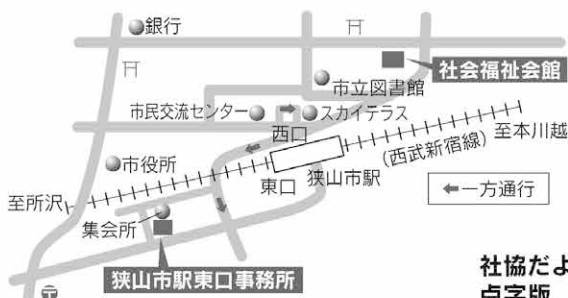 銀行
社会福祉会館
市立図書館
市民交流センター
スカイテラス
西口
至本川越
(西武新宿線)
市役所
東口
狭山市駅
←一方通行
至所沢
集会所
狭山市駅東口事務所
社協だよ
点字版